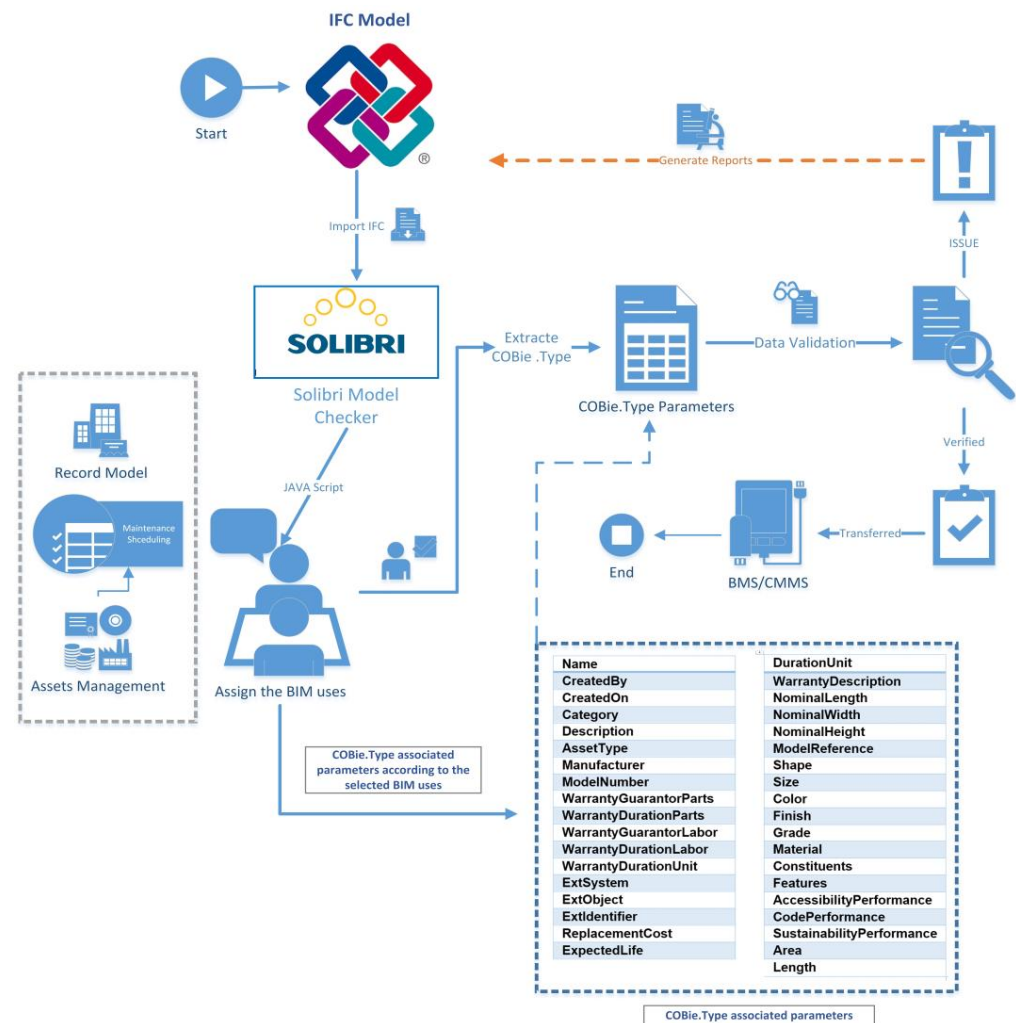 IFC Model
Start
®
Generate Reports
Import IFC
ISSUE
SOLIBRI
Solibri Model
Checker
Extracte
COBie .Type
Data Validation
COBie.Type Parameters
Record Model
Maintenance
Shceduling
Assets Management
JAVA Script
Assign the BIM uses
Verified
Transferred
BMS/CMMS
End
COBie.Type associated
parameters according to the
selected BIM uses
Name
CreatedBy
CreatedOn
Category
Description
AssetType
Manufacturer
ModelNumber
WarrantyGuarantorParts
WarrantyDurationParts
WarrantyGuarantorLabor
WarrantyDurationLabor
WarrantyDurationUnit
ExtSystem
ExtObject
ExtIdentifier
ReplacementCost
ExpectedLife
DurationUnit
WarrantyDescription
NominalLength
NominalWidth
NominalHeight
ModelReference
Shape
Size
Color
Finish
Grade
Material
Constituents
Features
AccessibilityPerformance
CodePerformance
SustainabilityPerformance
Area
Length
COBie.Type associated parameters